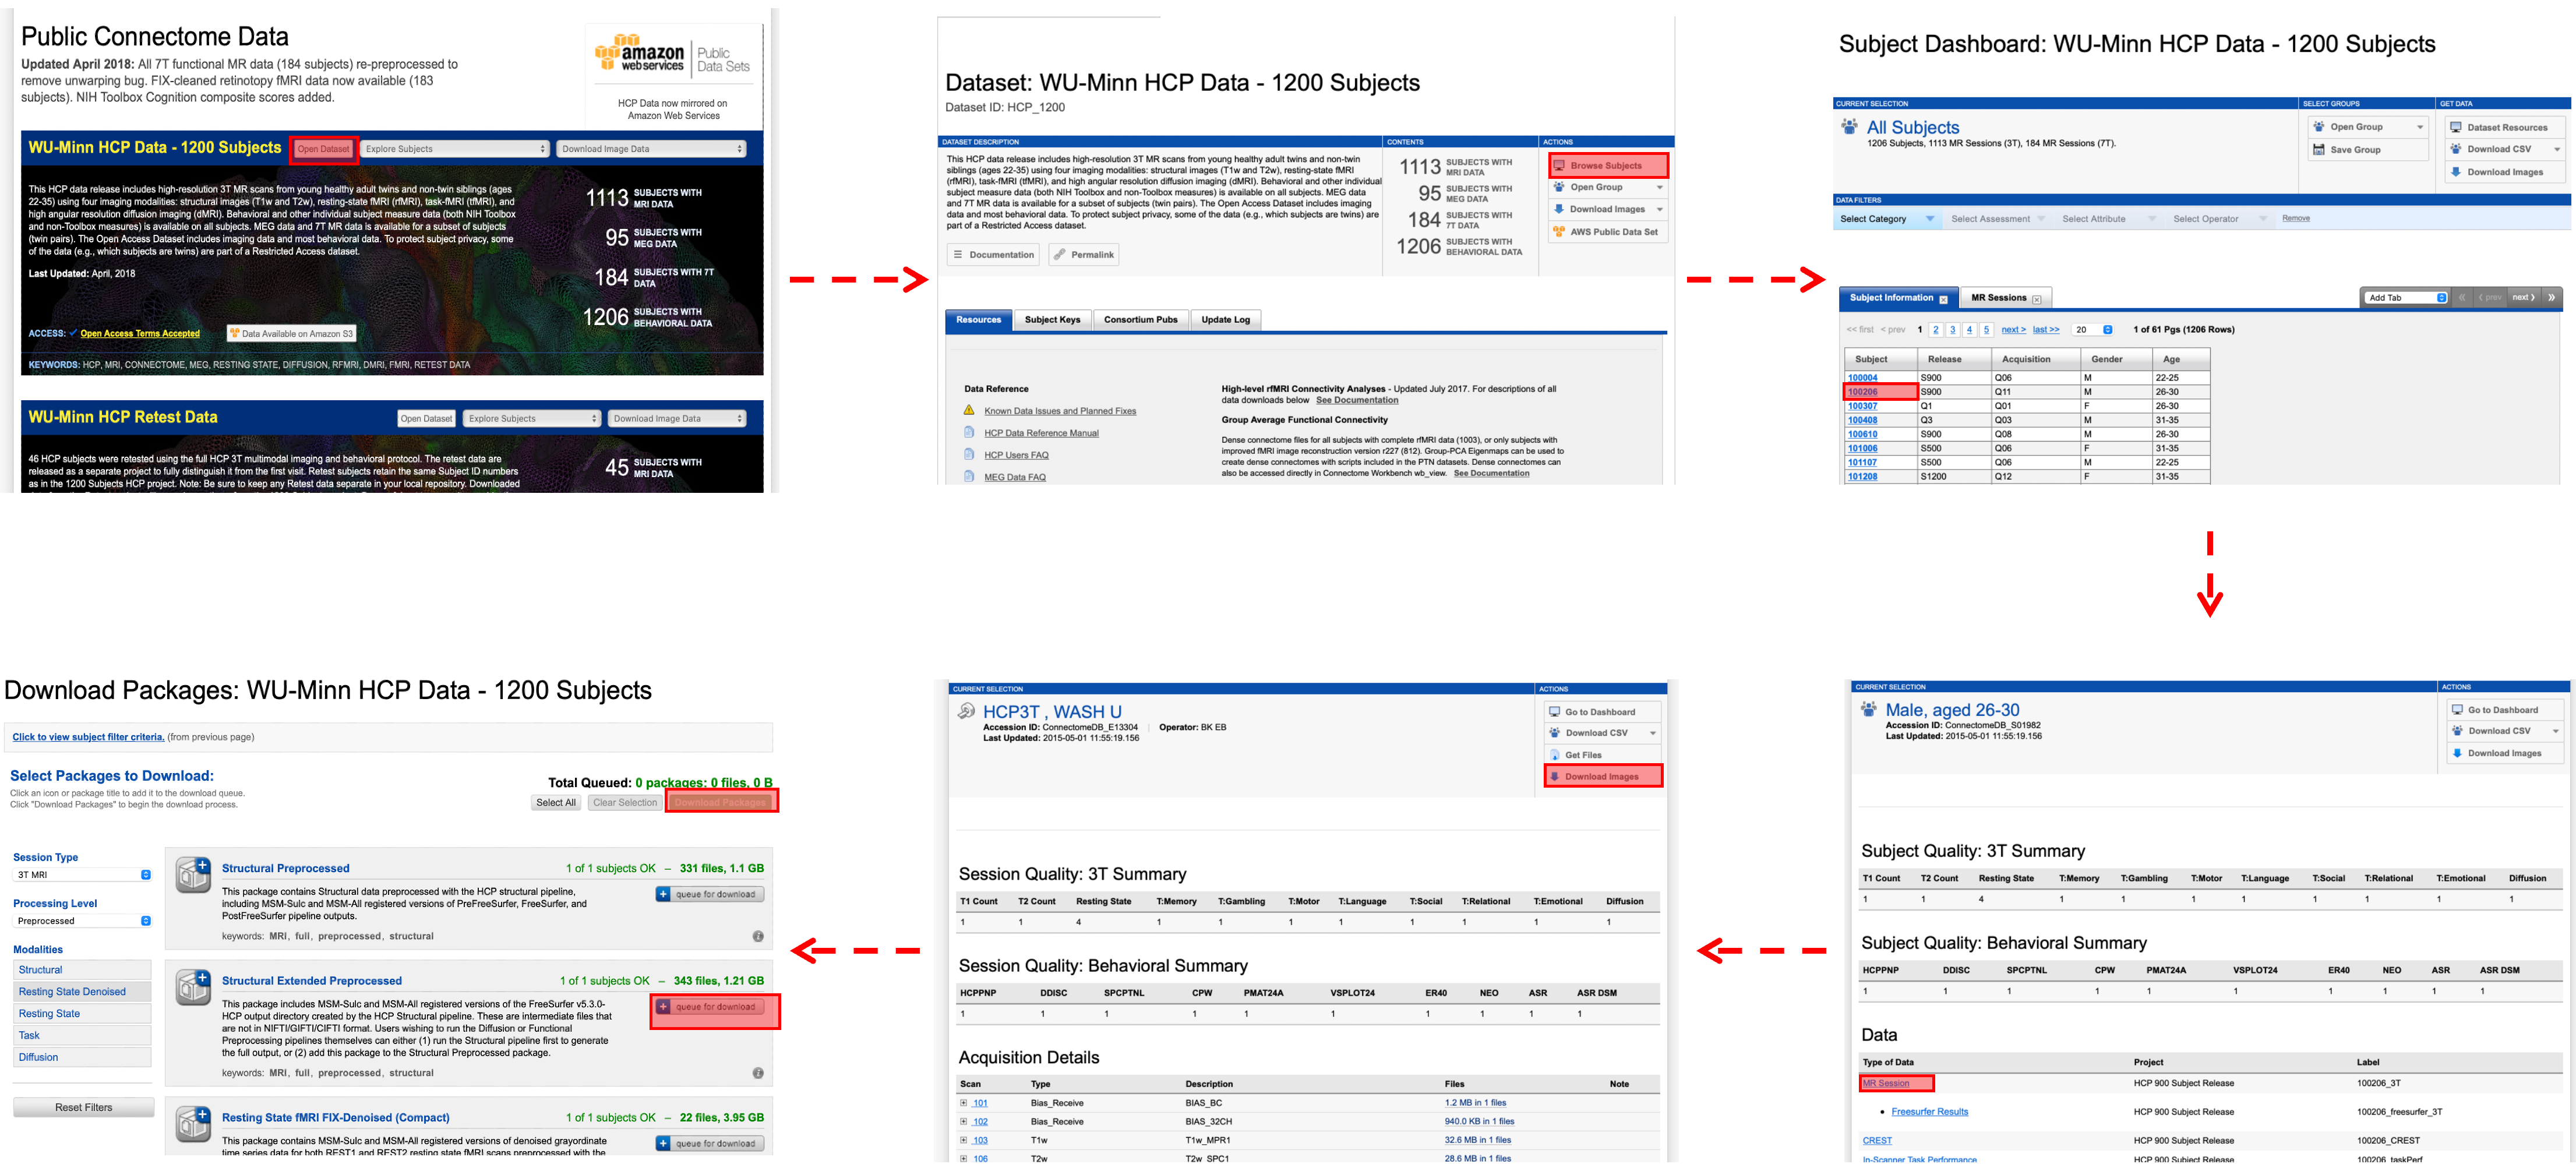 Public Connectome Data
Updated April 2018: All 7T functional MR data (184 subjects) re-preprocessed to
remove unwarping bug. FIX-cleaned retinotopy fMRI data now available (183
subjects). NIH Toolbox Cognition composite scores added.
amazon
webservices
Public
Data Sets
HCP Data now mirrored on
Amazon Web Services
WU-Minn HCP Data - 1200 Subjects
Open Dataset
Explore Subjects
Download Image Data
This HCP data release includes high-resolution 3T MR scans from young healthy adult twins and non-twin siblings (ages
22-35) using four imaging modalities: structural images (T1w and T2w), resting-state fMRI (rfMRI), task-fMRI (tfMRI), and
high angular resolution diffusion imaging (dMRI). Behavioral and other individual subject measure data (both NIH Toolbox
and non-Toolbox measures) is available on all subjects. MEG data and 7T MR data is available for a subset of subjects
(twin pairs). The Open Access Dataset includes imaging data and most behavioral data. To protect subject privacy, some
of the data (e.g., which subjects are twins) are part of a Restricted Access dataset.
Last Updated: April, 2018
1113 SUBJECTS WITH
MRI DATA
95 SUBJECTS WITH
MEG DATA
184 SUBJECTS WITH 7T
DATA
1206 SUBJECTS WITH
BEHAVIORAL DATA
ACCESS: ✓ Open Access Terms Accepted
Data Available on Amazon S3
KEYWORDS: HCP, MRI, CONNECTOME, MEG, RESTING STATE, DIFFUSION, RFMRI, DMRI, FMRI, RETEST DATA
WU-Minn HCP Retest Data
Open Dataset
Explore Subjects
Download Image Data
46 HCP subjects were retested using the full HCP 3T multimodal imaging and behavioral protocol. The retest data are
released as a separate project to fully distinguish it from the first visit. Retest subjects retain the same Subject ID numbers
as in the 1200 Subjects HCP project. Note: Be sure to keep any Retest data separate in your local repository. Downloaded
45 SUBJECTS WITH
MRI DATA
Dataset: WU-Minn HCP Data - 1200 Subjects
Dataset ID: HCP_1200
DATASET DESCRIPTION
CONTENTS
ACTIONS
This HCP data release includes high-resolution 3T MR scans from young healthy adult twins and non-twin
siblings (ages 22-35) using four imaging modalities: structural images (T1w and T2w), resting-state fMRI
(rfMRI), task-fMRI (tfMRI), and high angular resolution diffusion imaging (dMRI). Behavioral and other individual
subject measure data (both NIH Toolbox and non-Toolbox measures) is available on all subjects. MEG data
and 7T MR data is available for a subset of subjects (twin pairs). The Open Access Dataset includes imaging
data and most behavioral data. To protect subject privacy, some of the data (e.g., which subjects are twins) are
part of a Restricted Access dataset.
Documentation
Permalink
1113 SUBJECTS WITH
MRI DATA
95 SUBJECTS WITH
MEG DATA
184 SUBJECTS WITH
7T DATA
1206 SUBJECTS WITH
BEHAVIORAL DATA
Browse Subjects
Open Group
Download Images
AWS Public Data Set
Resources Subject Keys Consortium Pubs Update Log
Data Reference
Known Data Issues and Planned Fixes
HCP Data Reference Manual
HCP Users FAQ
MEG Data FAQ
High-level rfMRI Connectivity Analyses - Updated July 2017. For descriptions of all
data downloads below See Documentation
Group Average Functional Connectivity
Dense connectome files for all subjects with complete rfMRI data (1003), or only subjects with
improved fMRI image reconstruction version r227 (812). Group-PCA Eigenmaps can be used to
create dense connectomes with scripts included in the PTN datasets. Dense connectomes can
also be accessed directly in Connectome Workbench wb_view. See Documentation
Subject Dashboard: WU-Minn HCP Data - 1200 Subjects
CURRENT SELECTION
SELECT GROUPS
GET DATA
All Subjects
1206 Subjects, 1113 MR Sessions (3T), 184 MR Sessions (7T).
Open Group
Save Group
Dataset Resources
Download CSV
Download Images
DATA FILTERS
Select Category Select Assessment Select Attribute Select Operator Remove
Subject Information MR Sessions
Add Tab
« ‹ prev next › »
<< first < prev 1 2 3 4 5 next > last >> 20 1 of 61 Pgs (1206 Rows)
Subject Release Acquisition Gender Age
100004 S900 Q06 M 22-25
100206 S900 Q11 M 26-30
100307 Q1 Q01 F 26-30
100408 Q3 Q03 M 31-35
100610 S900 Q08 M 26-30
101006 S500 Q06 F 31-35
101107 S500 Q06 M 22-25
101208 S1200 Q12 F 31-35
Download Packages: WU-Minn HCP Data - 1200 Subjects
Click to view subject filter criteria. (from previous page)
Select Packages to Download:
Click an icon or package title to add it to the download queue.
Click "Download Packages" to begin the download process.
Total Queued: 0 packages: 0 files, 0 B
Select All Clear Selection Download Packages
Session Type
3T MRI
Processing Level
Preprocessed
Modalities
Structural
Resting State Denoised
Resting State
Task
Diffusion
Reset Filters
Structural Preprocessed 1 of 1 subjects OK – 331 files, 1.1 GB
This package contains Structural data preprocessed with the HCP structural pipeline,
including MSM-Sulc and MSM-All registered versions of PreFreeSurfer, FreeSurfer, and
PostFreeSurfer pipeline outputs.
queue for download
keywords: MRI, full, preprocessed, structural
Structural Extended Preprocessed 1 of 1 subjects OK – 343 files, 1.21 GB
This package includes MSM-Sulc and MSM-All registered versions of the FreeSurfer v5.3.0-
HCP output directory created by the HCP Structural pipeline. These are intermediate files that
are not in NIFTI/GIFTI/CIFTI format. Users wishing to run the Diffusion or Functional
Preprocessing pipelines themselves can either (1) run the Structural pipeline first to generate
the full output, or (2) add this package to the Structural Preprocessed package.
queue for download
keywords: MRI, full, preprocessed, structural
Resting State fMRI FIX-Denoised (Compact) 1 of 1 subjects OK – 22 files, 3.95 GB
This package contains MSM-Sulc and MSM-All registered versions of denoised grayordinate
time series data for both REST1 and REST2 resting state fMRI scans preprocessed with the
queue for download
CURRENT SELECTION
ACTIONS
HCP3T , WASH U
Accession ID: ConnectomeDB_E13304 Operator: BK EB
Last Updated: 2015-05-01 11:55:19.156
Go to Dashboard
Download CSV
Get Files
Download Images
Session Quality: 3T Summary
T1 Count T2 Count Resting State T:Memory T:Gambling T:Motor T:Language T:Social T:Relational T:Emotional Diffusion
1 1 4 1 1 1 1 1 1 1 1
Session Quality: Behavioral Summary
HCPPNP DDISC SPCPTNL CPW PMAT24A VSPLOT24 ER40 NEO ASR ASR DSM
1 1 1 1 1 1 1 1 1 1
Acquisition Details
Scan Type Description Files Note
101 Bias_Receive BIAS_BC 1.2 MB in 1 files
102 Bias_Receive BIAS_32CH 940.0 KB in 1 files
103 T1w T1w_MPR1 32.6 MB in 1 files
106 T2w T2w_SPC1 28.6 MB in 1 files
CURRENT SELECTION
ACTIONS
Male, aged 26-30
Accession ID: ConnectomeDB_S01982
Last Updated: 2015-05-01 11:55:19.156
Go to Dashboard
Download CSV
Download Images
Subject Quality: 3T Summary
T1 Count T2 Count Resting State T:Memory T:Gambling T:Motor T:Language T:Social T:Relational T:Emotional Diffusion
1 1 4 1 1 1 1 1 1 1 1
Subject Quality: Behavioral Summary
HCPPNP DDISC SPCPTNL CPW PMAT24A VSPLOT24 ER40 NEO ASR ASR DSM
1 1 1 1 1 1 1 1 1 1
Data
Type of Data Project Label
MR Session HCP 900 Subject Release 100206_3T
• Freesurfer Results HCP 900 Subject Release 100206_freesurfer_3T
CREST HCP 900 Subject Release 100206_CREST
In-Scanner Task Performance HCP 900 Subject Release 100206_taskPerf